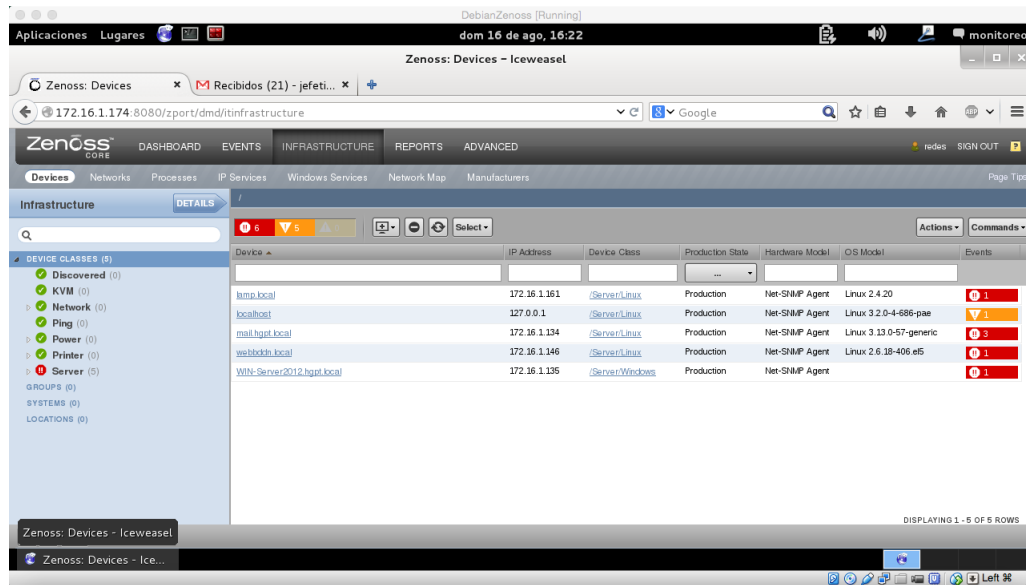 DebianZenoss [Running]
Aplicaciones Lugares dom 16 de ago, 16:22 monitoreo
Zenoss: Devices - Iceweasel
Zenoss: Devices × Recibidos (21) - jefeti... ×
172.16.1.174:8080/zport/dmd/itinfrastructure Google
Zenoss CORE DASHBOARD EVENTS INFRASTRUCTURE REPORTS ADVANCED redes SIGN OUT ?
Devices Networks Processes IP Services Windows Services Network Map Manufacturers Page Tips
Infrastructure DETAILS /
6 5 Select Actions Commands
Device IP Address Device Class Production State Hardware Model OS Model Events
...
DEVICE CLASSES (5)
Discovered (0)
KVM (0)
Network (0)
Ping (0)
Power (0)
Printer (0)
Server (5)
GROUPS (0)
SYSTEMS (0)
LOCATIONS (0)
lamp.local 172.16.1.161 /Server/Linux Production Net-SNMP Agent Linux 2.4.20 1
localhost 127.0.0.1 /Server/Linux Production Net-SNMP Agent Linux 3.2.0-4-686-pae 1
mail.hgpt.local 172.16.1.134 /Server/Linux Production Net-SNMP Agent Linux 3.13.0-57-generic 3
webbddn.local 172.16.1.146 /Server/Linux Production Net-SNMP Agent Linux 2.6.18-406.el5 1
WIN-Server2012.hgpt.local 172.16.1.135 /Server/Windows Production Net-SNMP Agent 1
DISPLAYING 1 - 5 OF 5 ROWS
Zenoss: Devices - Iceweasel
Zenoss: Devices - Ice...
Left ⌘